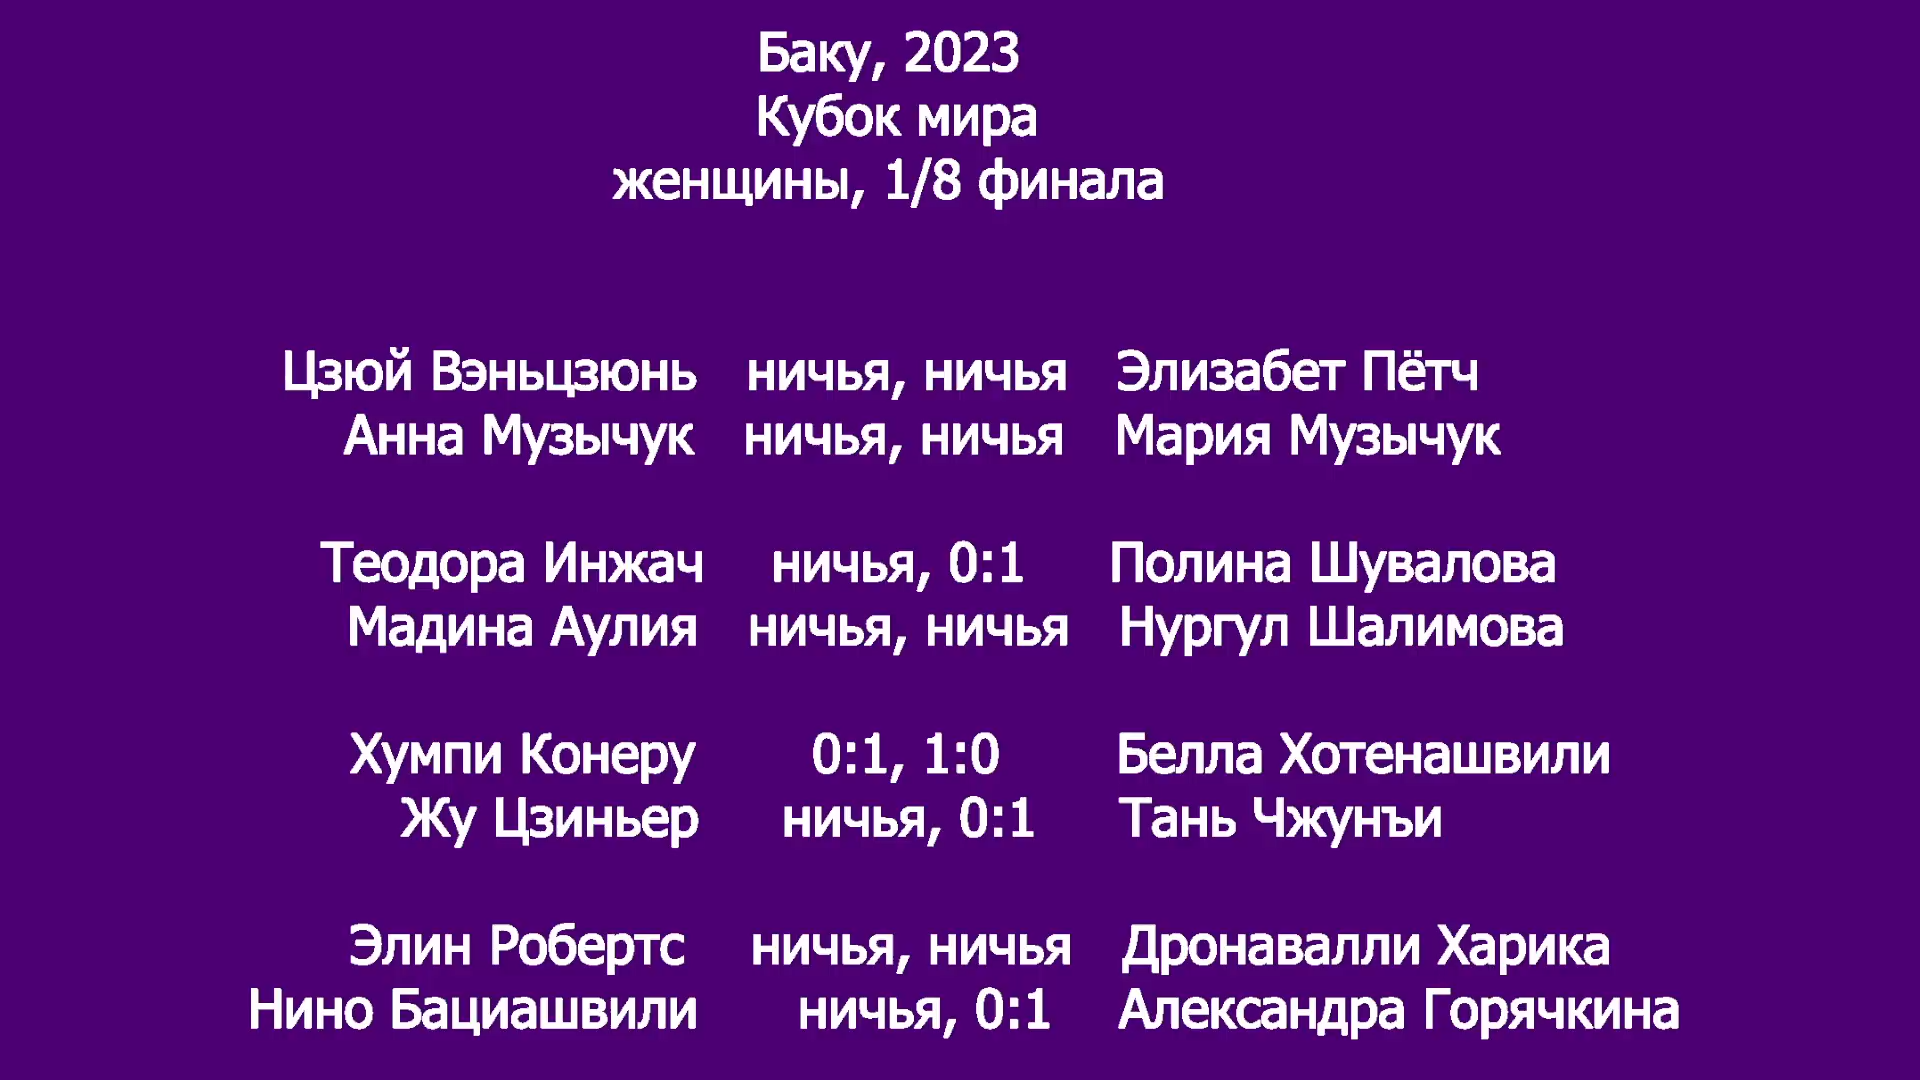 Баку, 2023
Кубок мира
женщины, 1/8 финала
Цзюй Вэньцзюнь ничья, ничья Элизабет Пётч
Анна Музычук ничья, ничья Мария Музычук
Теодора Инжач ничья, 0:1 Полина Шувалова
Мадина Аулия ничья, ничья Нургул Шалимова
Хумпи Конеру 0:1, 1:0 Белла Хотенашвили
Жу Цзиньер ничья, 0:1 Тань Чжунъи
Элин Робертс ничья, ничья Дронавалли Харика
Нино Бациашвили ничья, 0:1 Александра Горячкина